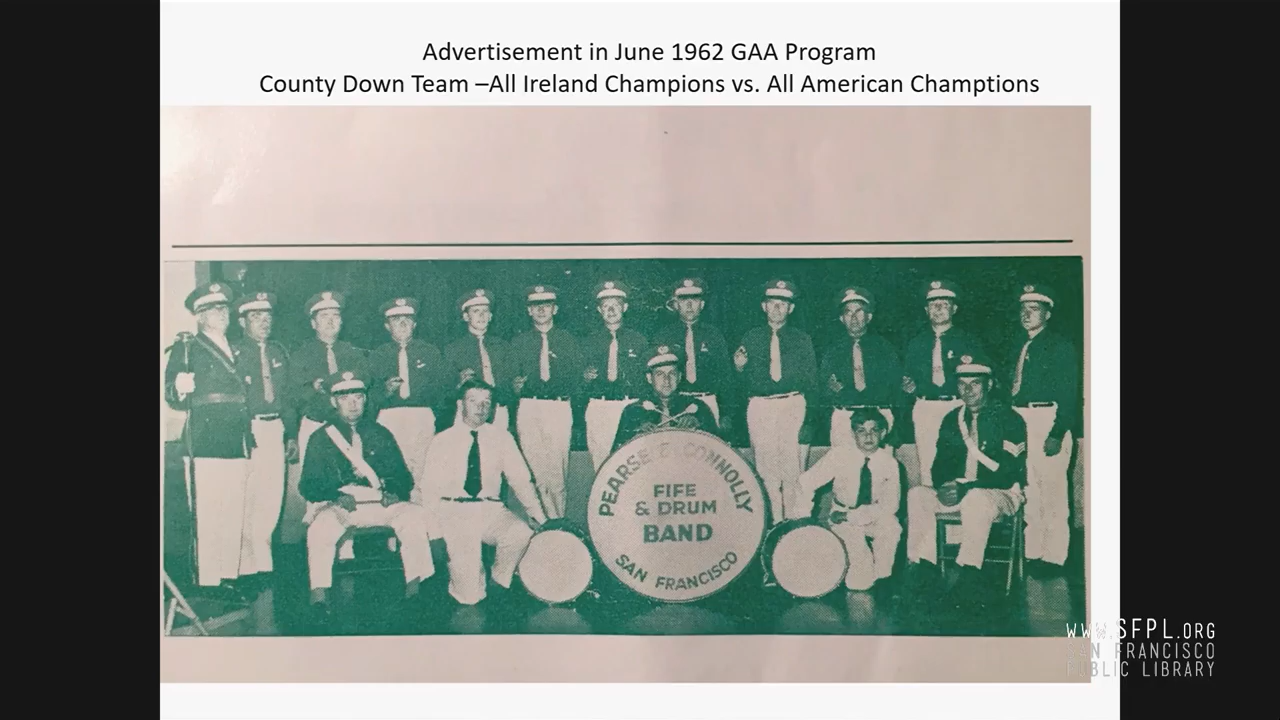 Advertisement in June 1962 GAA Program
County Down Team –All Ireland Champions vs. All American Champtions
PEARSE & CONNOLLY
FIFE
& DRUM
BAND
SAN FRANCISCO
WWW.SFPL.ORG
SAN FRANCISCO
PUBLIC LIBRARY